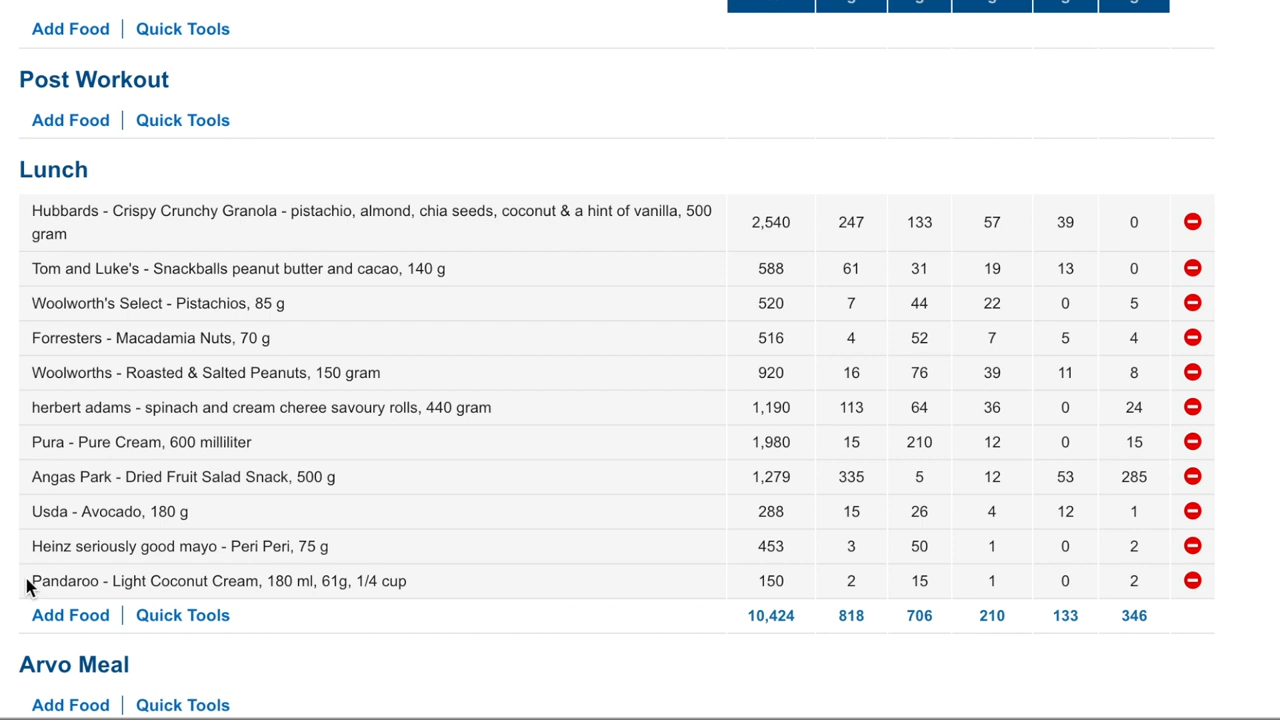 Add Food | Quick Tools
Post Workout
Add Food | Quick Tools
Lunch
Hubbards - Crispy Crunchy Granola - pistachio, almond, chia seeds, coconut & a hint of vanilla, 500
gram 2,540 247 133 57 39 0
Tom and Luke's - Snackballs peanut butter and cacao, 140 g 588 61 31 19 13 0
Woolworth's Select - Pistachios, 85 g 520 7 44 22 0 5
Forresters - Macadamia Nuts, 70 g 516 4 52 7 5 4
Woolworths - Roasted & Salted Peanuts, 150 gram 920 16 76 39 11 8
herbert adams - spinach and cream cheree savoury rolls, 440 gram 1,190 113 64 36 0 24
Pura - Pure Cream, 600 milliliter 1,980 15 210 12 0 15
Angas Park - Dried Fruit Salad Snack, 500 g 1,279 335 5 12 53 285
Usda - Avocado, 180 g 288 15 26 4 12 1
Heinz seriously good mayo - Peri Peri, 75 g 453 3 50 1 0 2
Pandaroo - Light Coconut Cream, 180 ml, 61g, 1/4 cup 150 2 15 1 0 2
Add Food | Quick Tools 10,424 818 706 210 133 346
Arvo Meal
Add Food | Quick Tools